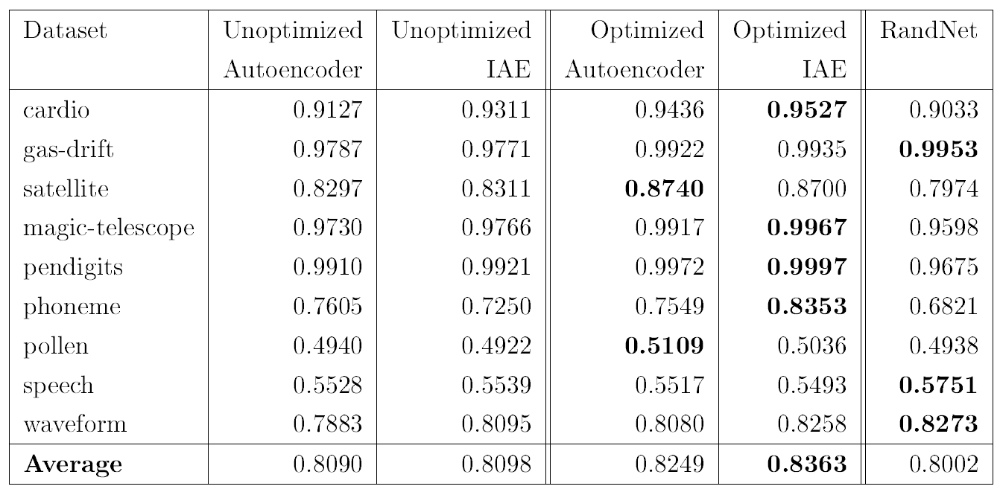 Dataset Unoptimized Unoptimized Optimized Optimized RandNet
Autoencoder IAE Autoencoder IAE
cardio 0.9127 0.9311 0.9436 0.9527 0.9033
gas-drift 0.9787 0.9771 0.9922 0.9935 0.9953
satellite 0.8297 0.8311 0.8740 0.8700 0.7974
magic-telescope 0.9730 0.9766 0.9917 0.9967 0.9598
pendigits 0.9910 0.9921 0.9972 0.9997 0.9675
phoneme 0.7605 0.7250 0.7549 0.8353 0.6821
pollen 0.4940 0.4922 0.5109 0.5036 0.4938
speech 0.5528 0.5539 0.5517 0.5493 0.5751
waveform 0.7883 0.8095 0.8080 0.8258 0.8273
Average 0.8090 0.8098 0.8249 0.8363 0.8002